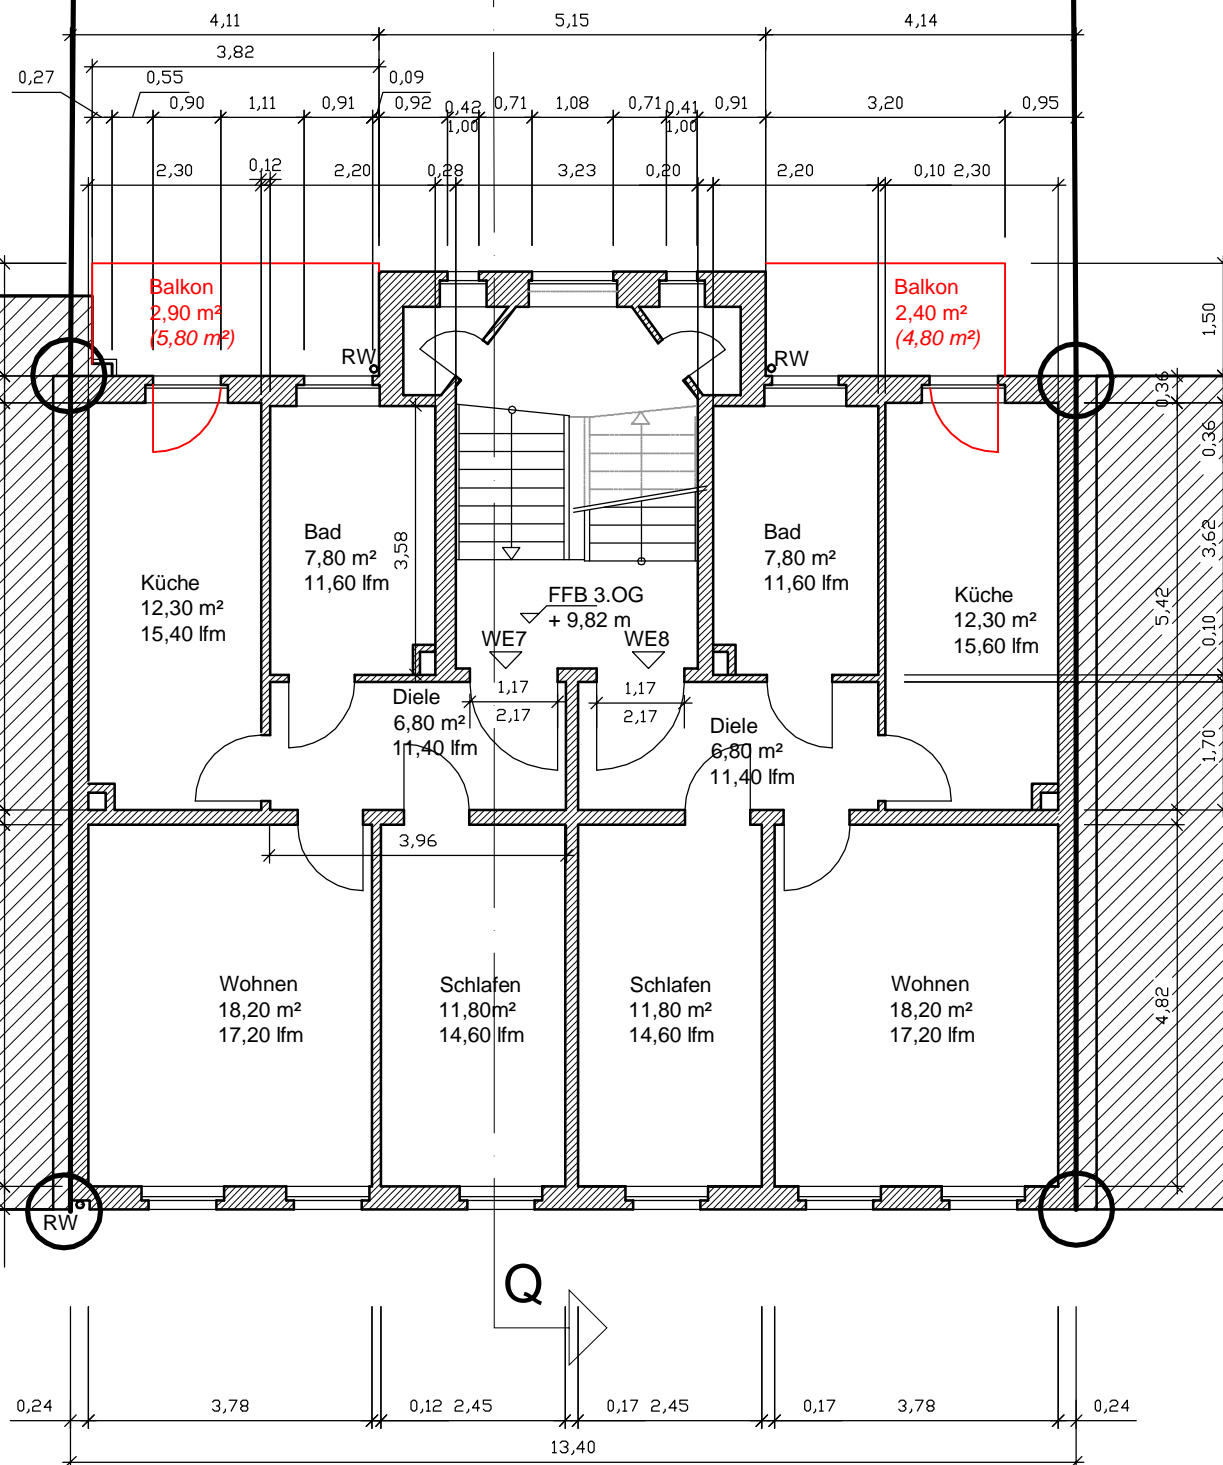 4,11 5,15 4,14
3,82
0,27 0,55 0,09
0,90 1,11 0,91 0,92 0,42 0,71 1,08 0,71 0,41 0,91 3,20 0,95
1,00 1,00
2,30 0,12 2,20 0,28 3,23 0,20 2,20 0,10 2,30
Balkon
2,90 m²
(5,80 m²)
Balkon
2,40 m²
(4,80 m²)
RW
RW
1,50
0,36
0,36
3,62
5,42
0,10
1,70
4,82
Küche
12,30 m²
15,40 lfm
Bad
7,80 m²
11,60 lfm
3,58
FFB 3.OG
+ 9,82 m
WE7
WE8
Bad
7,80 m²
11,60 lfm
Küche
12,30 m²
15,60 lfm
Diele
6,80 m²
11,40 lfm
1,17
2,17
1,17
2,17
Diele
6,80 m²
11,40 lfm
3,96
Wohnen
18,20 m²
17,20 lfm
Schlafen
11,80m²
14,60 lfm
Schlafen
11,80 m²
14,60 lfm
Wohnen
18,20 m²
17,20 lfm
RW
Q
0,24 3,78 0,12 2,45 0,17 2,45 0,17 3,78 0,24
13,40